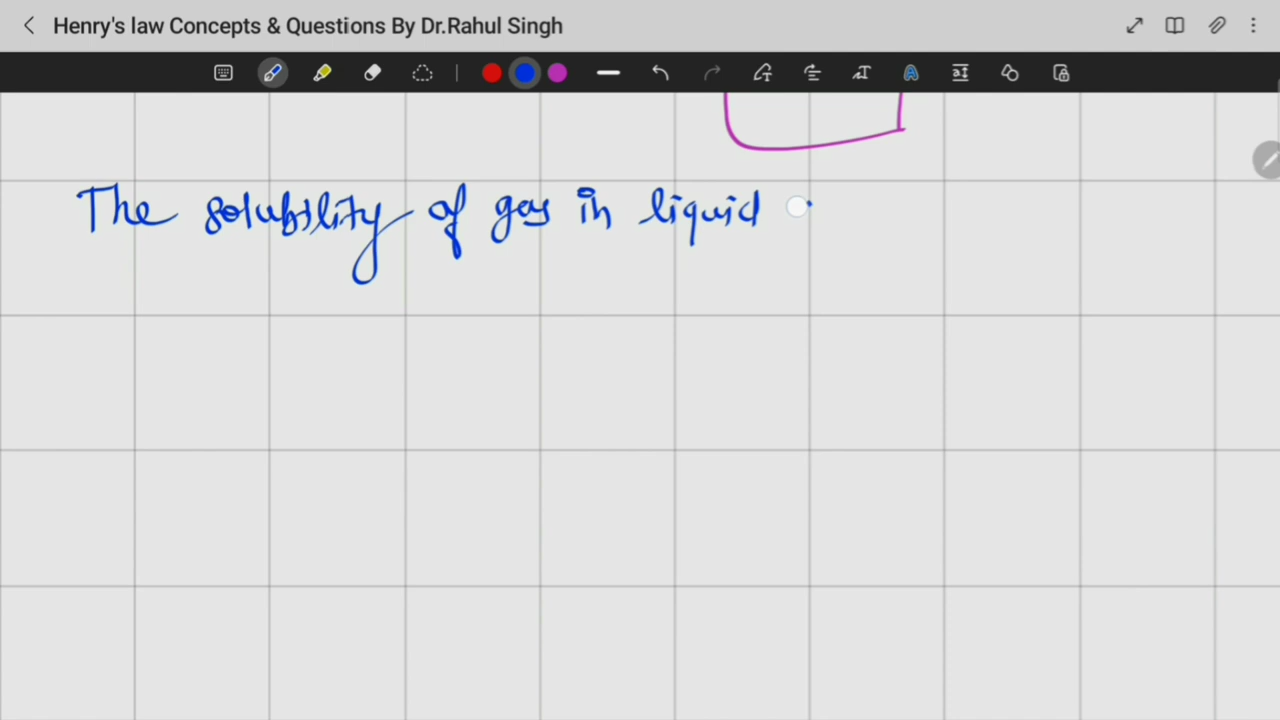 Henry's law Concepts & Questions By Dr.Rahul Singh
The solubility of gas in liquid